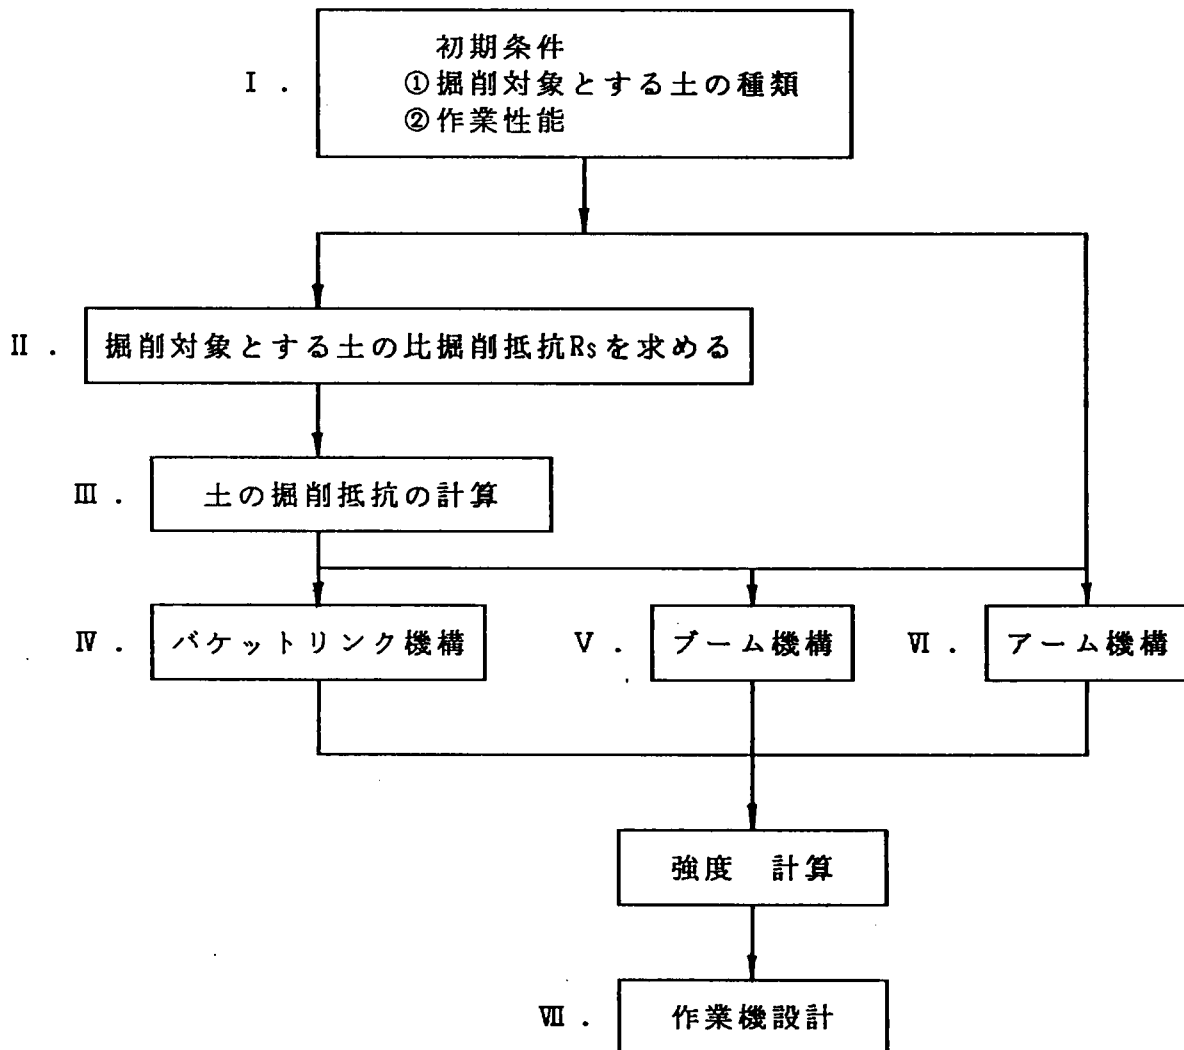 初期条件
Ⅰ. ①掘削対象とする土の種類
②作業性能
Ⅱ. 掘削対象とする土の比掘削抵抗Rsを求める
Ⅲ. 土の掘削抵抗の計算
Ⅳ. バケットリンク機構
Ⅴ. ブーム機構
Ⅵ. アーム機構
強度 計算
Ⅶ. 作業機設計